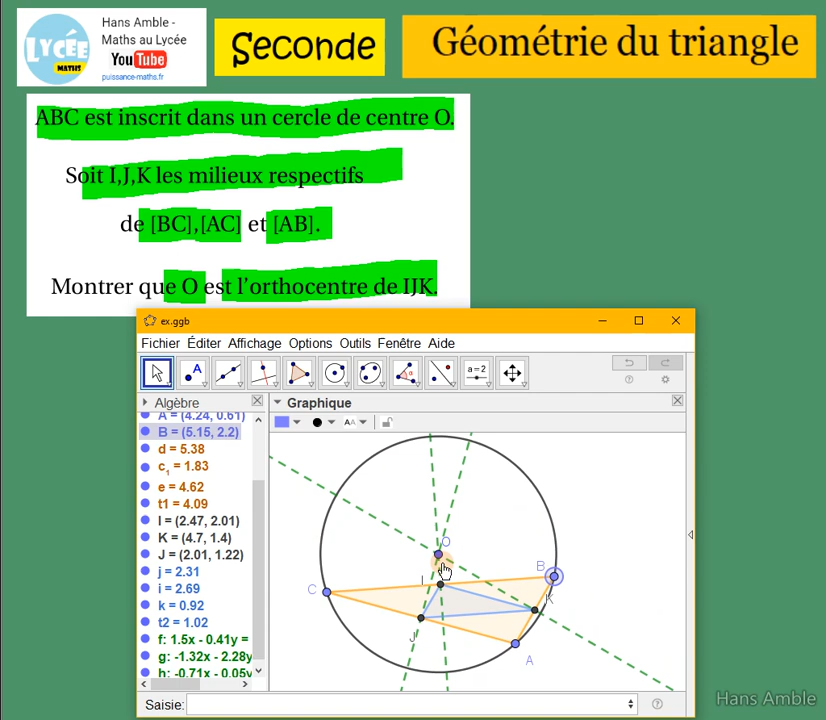 Hans Amble -
Maths au Lycée
YouTube
puissance-maths.fr
LYCÉE
MATHS
Seconde
Géométrie du triangle
ABC est inscrit dans un cercle de centre O.
Soit I,J,K les milieux respectifs
de [BC],[AC] et [AB].
Montrer que O est l'orthocentre de IJK.
ex.ggb
Fichier Éditer Affichage Options Outils Fenêtre Aide
A
a=2
Algèbre
Graphique
AA
A = (4.24, 0.61)
B = (5.15, 2.2)
d = 5.38
c₁ = 1.83
e = 4.62
t1 = 4.09
I = (2.47, 2.01)
K = (4.7, 1.4)
J = (2.01, 1.22)
j = 2.31
i = 2.69
k = 0.92
t2 = 1.02
f: 1.5x - 0.41y =
g: -1.32x - 2.28y
h: -0.71x - 0.05y
O
B
I
C
K
J
A
Saisie:
Hans Amble